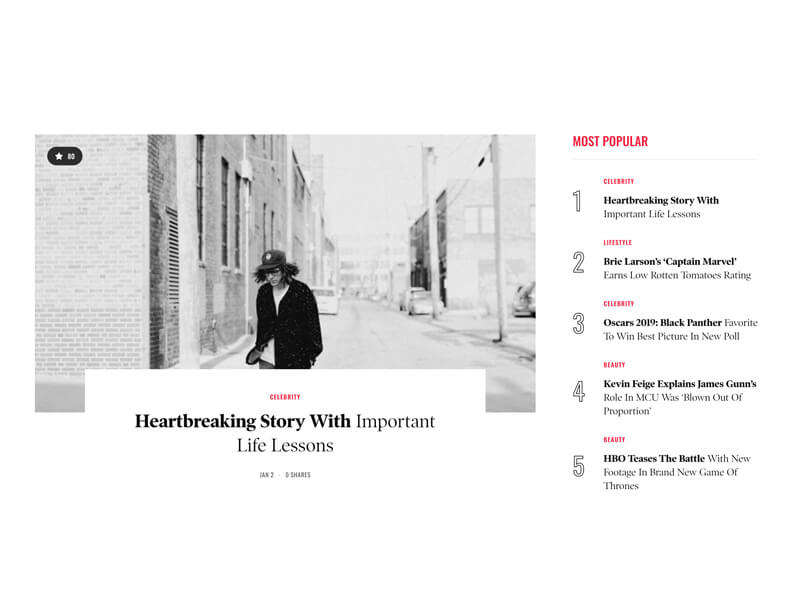 80
CELEBRITY
Heartbreaking Story With Important
Life Lessons
JAN 2 · 0 SHARES
MOST POPULAR
1
CELEBRITY
Heartbreaking Story With
Important Life Lessons
2
LIFESTYLE
Brie Larson's ‘Captain Marvel’
Earns Low Rotten Tomatoes Rating
3
CELEBRITY
Oscars 2019: Black Panther Favorite
To Win Best Picture In New Poll
4
BEAUTY
Kevin Feige Explains James Gunn's
Role In MCU Was ‘Blown Out Of
Proportion’
5
BEAUTY
HBO Teases The Battle With New
Footage In Brand New Game Of
Thrones